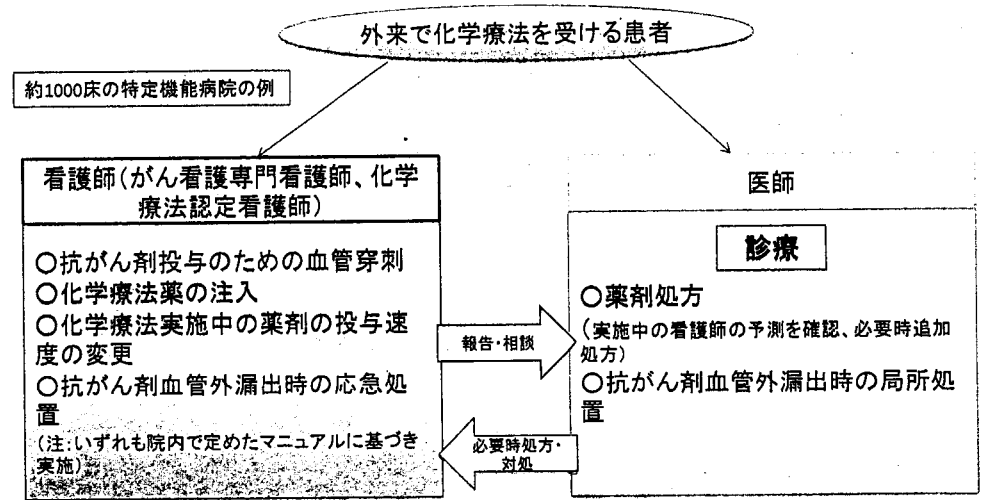 外来で化学療法を受ける患者
約1000床の特定機能病院の例
看護師(がん看護専門看護師、化学
療法認定看護師)
○抗がん剤投与のための血管穿刺
○化学療法薬の注入
○化学療法実施中の薬剤の投与速
度の変更
○抗がん剤血管外漏出時の応急処
置
(注:いずれも院内で定めたマニュアルに基づき
実施)
報告・相談
必要時処方・
対処
医師
診療
○薬剤処方
(実施中の看護師の予測を確認、必要時追加
処方)
○抗がん剤血管外漏出時の局所処
置